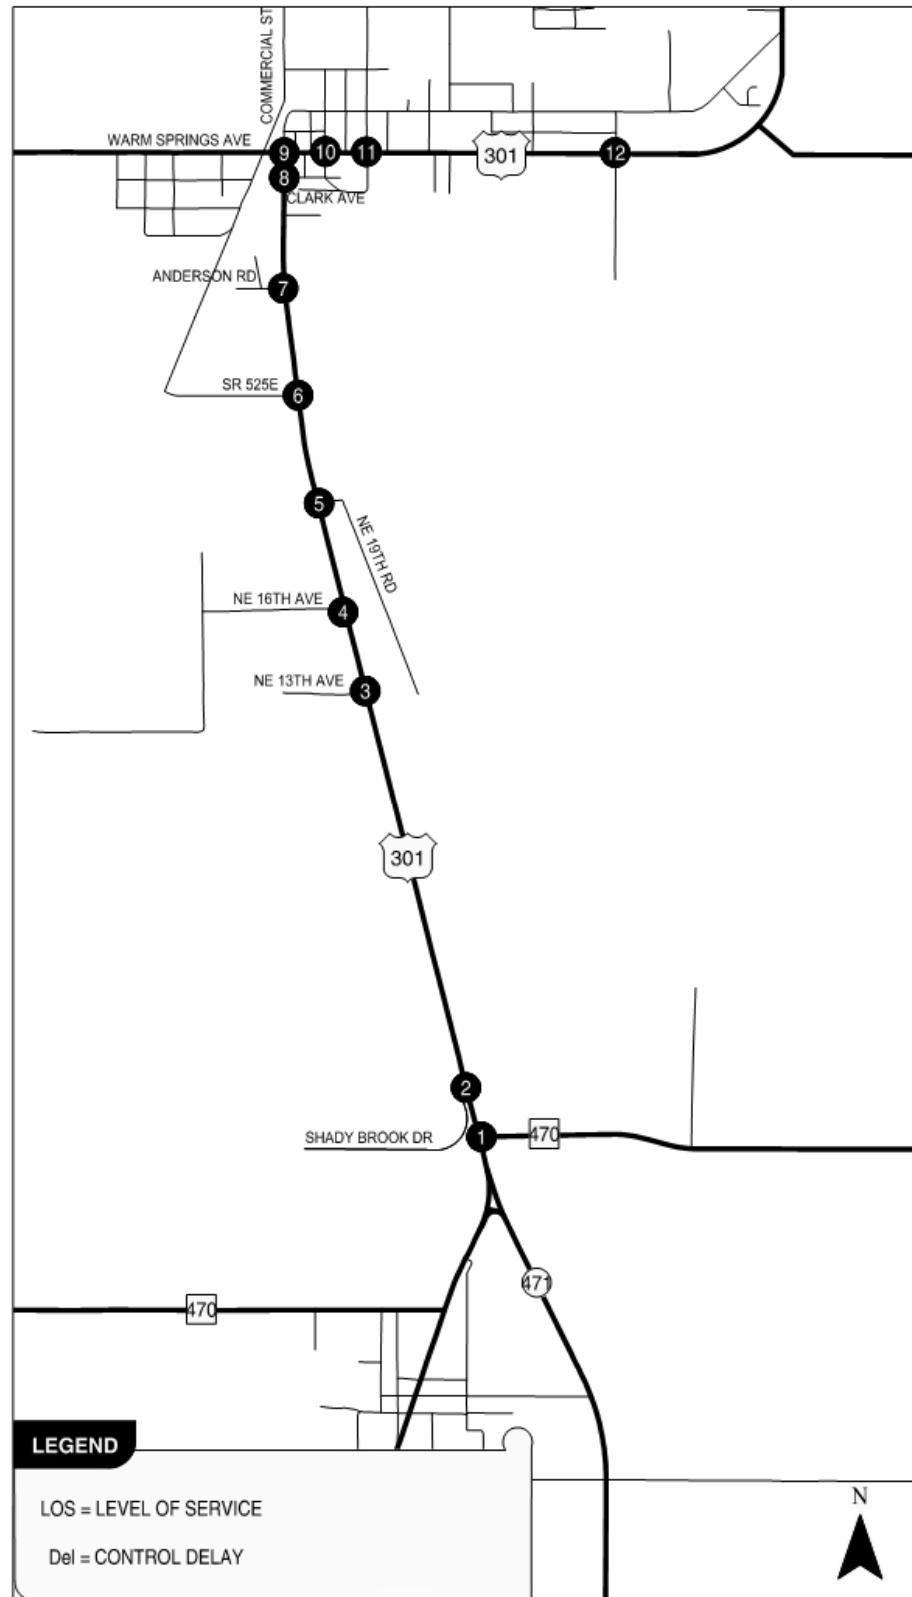 COMMERCIAL ST
WARM SPRINGS AVE
9
10
11
301
12
8
CLARK AVE
ANDERSON RD
7
SR 525E
6
5
NE 19TH RD
NE 16TH AVE
4
NE 13TH AVE
3
301
2
SHADY BROOK DR
1
470
471
470
LEGEND
LOS = LEVEL OF SERVICE
Del = CONTROL DELAY
N